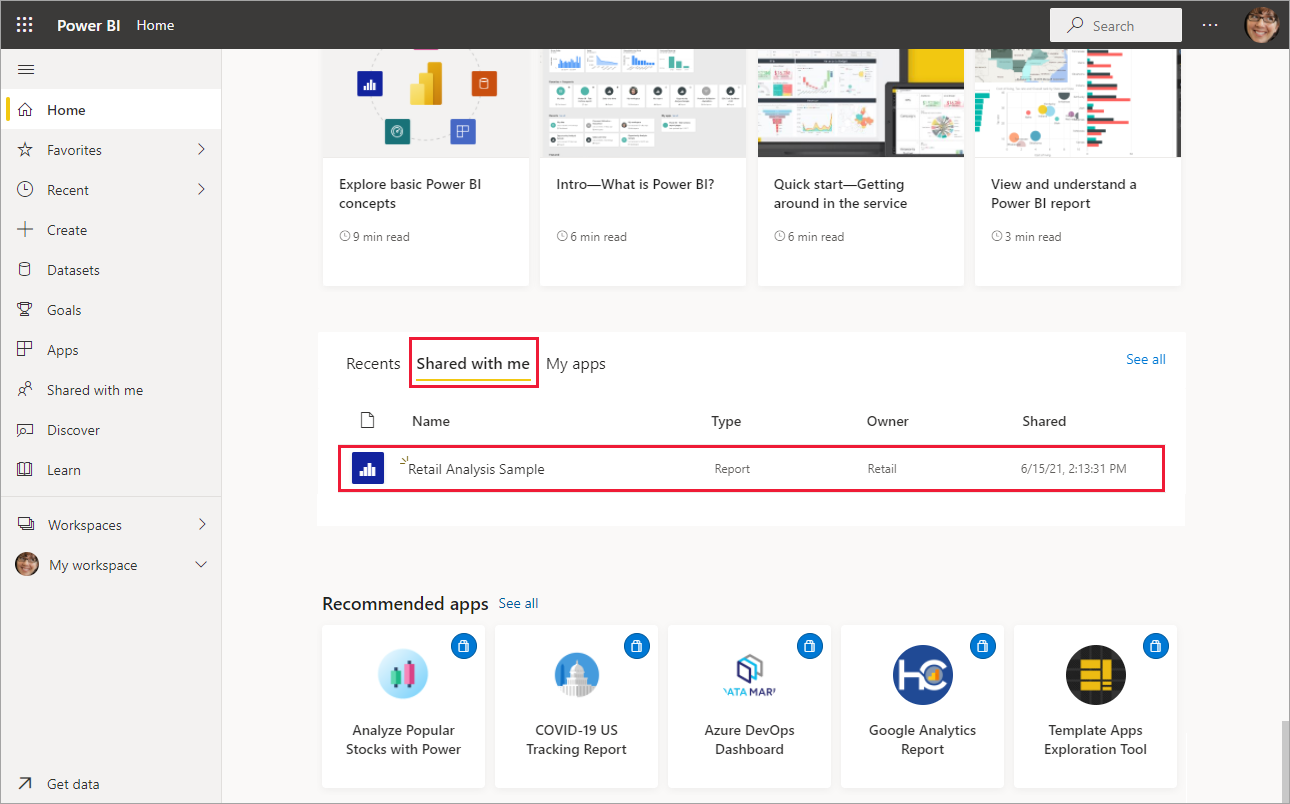 Power BI Home
Search
Home
Favorites
Recent
Create
Datasets
Goals
Apps
Shared with me
Discover
Learn
Workspaces
My workspace
Get data
Explore basic Power BI
concepts
9 min read
Intro—What is Power BI?
6 min read
Quick start—Getting
around in the service
6 min read
View and understand a
Power BI report
3 min read
Recents Shared with me My apps
See all
Name Type Owner Shared
Retail Analysis Sample Report Retail 6/15/21, 2:13:31 PM
Recommended apps See all
Analyze Popular
Stocks with Power
COVID-19 US
Tracking Report
ATA MAR
Azure DevOps
Dashboard
HC
Google Analytics
Report
Template Apps
Exploration Tool